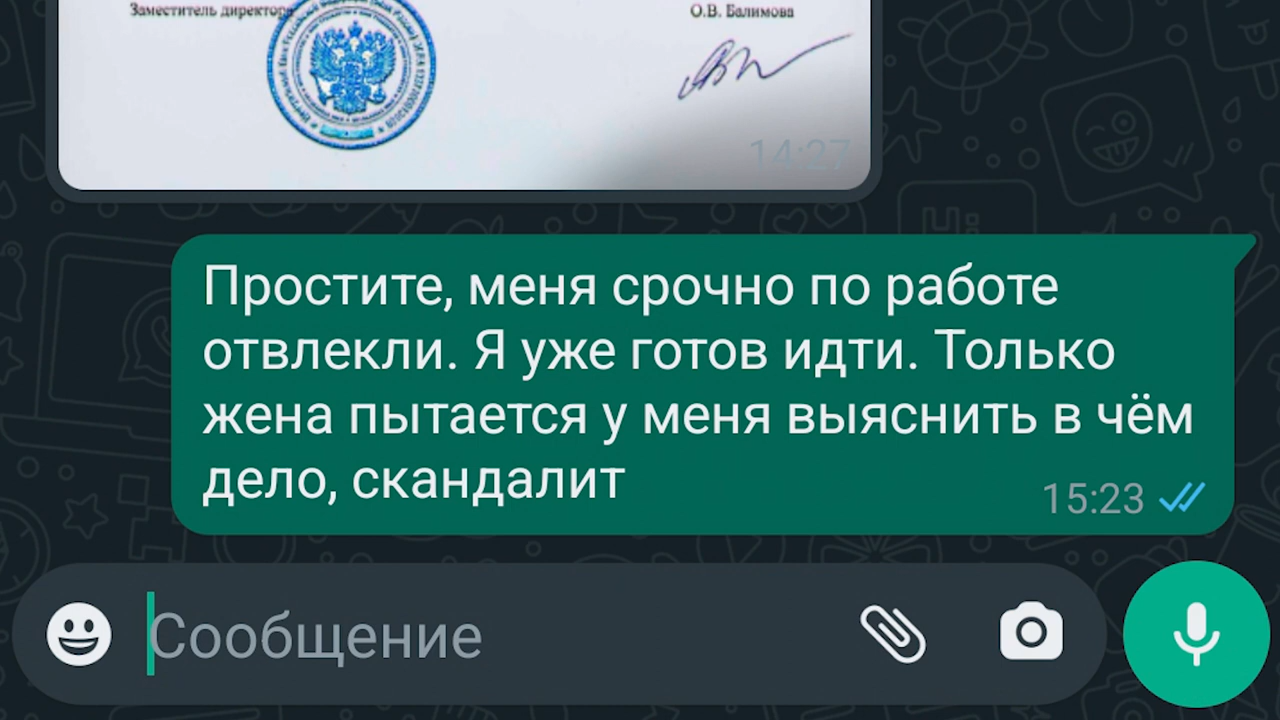 Заместитель директора
О.В. Балимова
14:27
Простите, меня срочно по работе
отвлекли. Я уже готов идти. Только
жена пытается у меня выяснить в чём
дело, скандалит
15:23
Сообщение